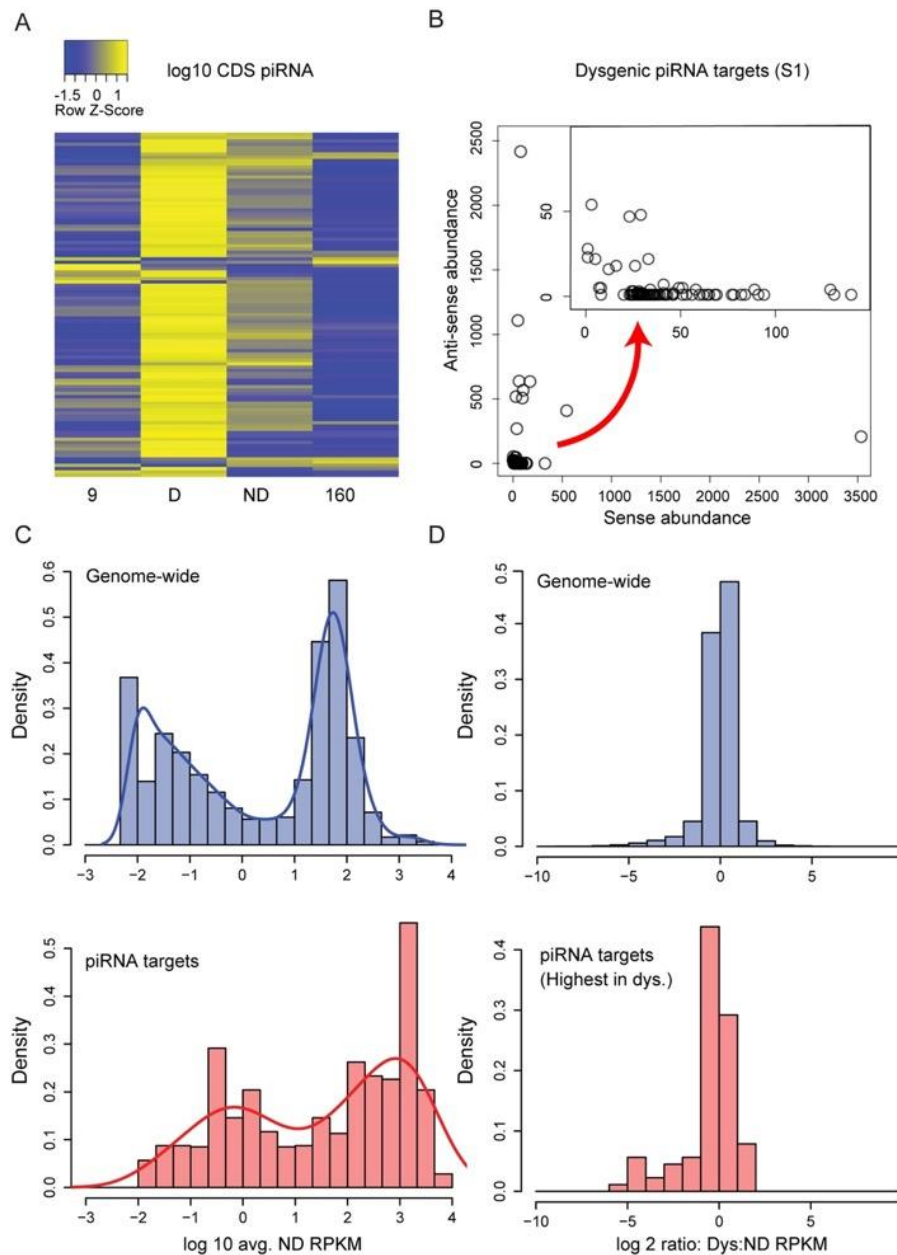 A
-1.5 0 1
Row Z-Score
log10 CDS piRNA
9 D ND 160
B
Dysgenic piRNA targets (S1)
Anti-sense abundance
0 500 1000 1500 2000 2500
0 50
0 50 100
0 500 1000 1500 2000 2500 3000 3500
Sense abundance
C
Genome-wide
Density
0.0 0.1 0.2 0.3 0.4 0.5 0.6
−3 −2 −1 0 1 2 3 4
piRNA targets
Density
0.0 0.1 0.2 0.3 0.4 0.5
−3 −2 −1 0 1 2 3 4
log 10 avg. ND RPKM
D
Genome-wide
Density
0.0 0.1 0.2 0.3 0.4 0.5
−10 −5 0 5
piRNA targets
(Highest in dys.)
Density
0.0 0.2 0.4
−5 0 5
log 2 ratio: Dys:ND RPKM